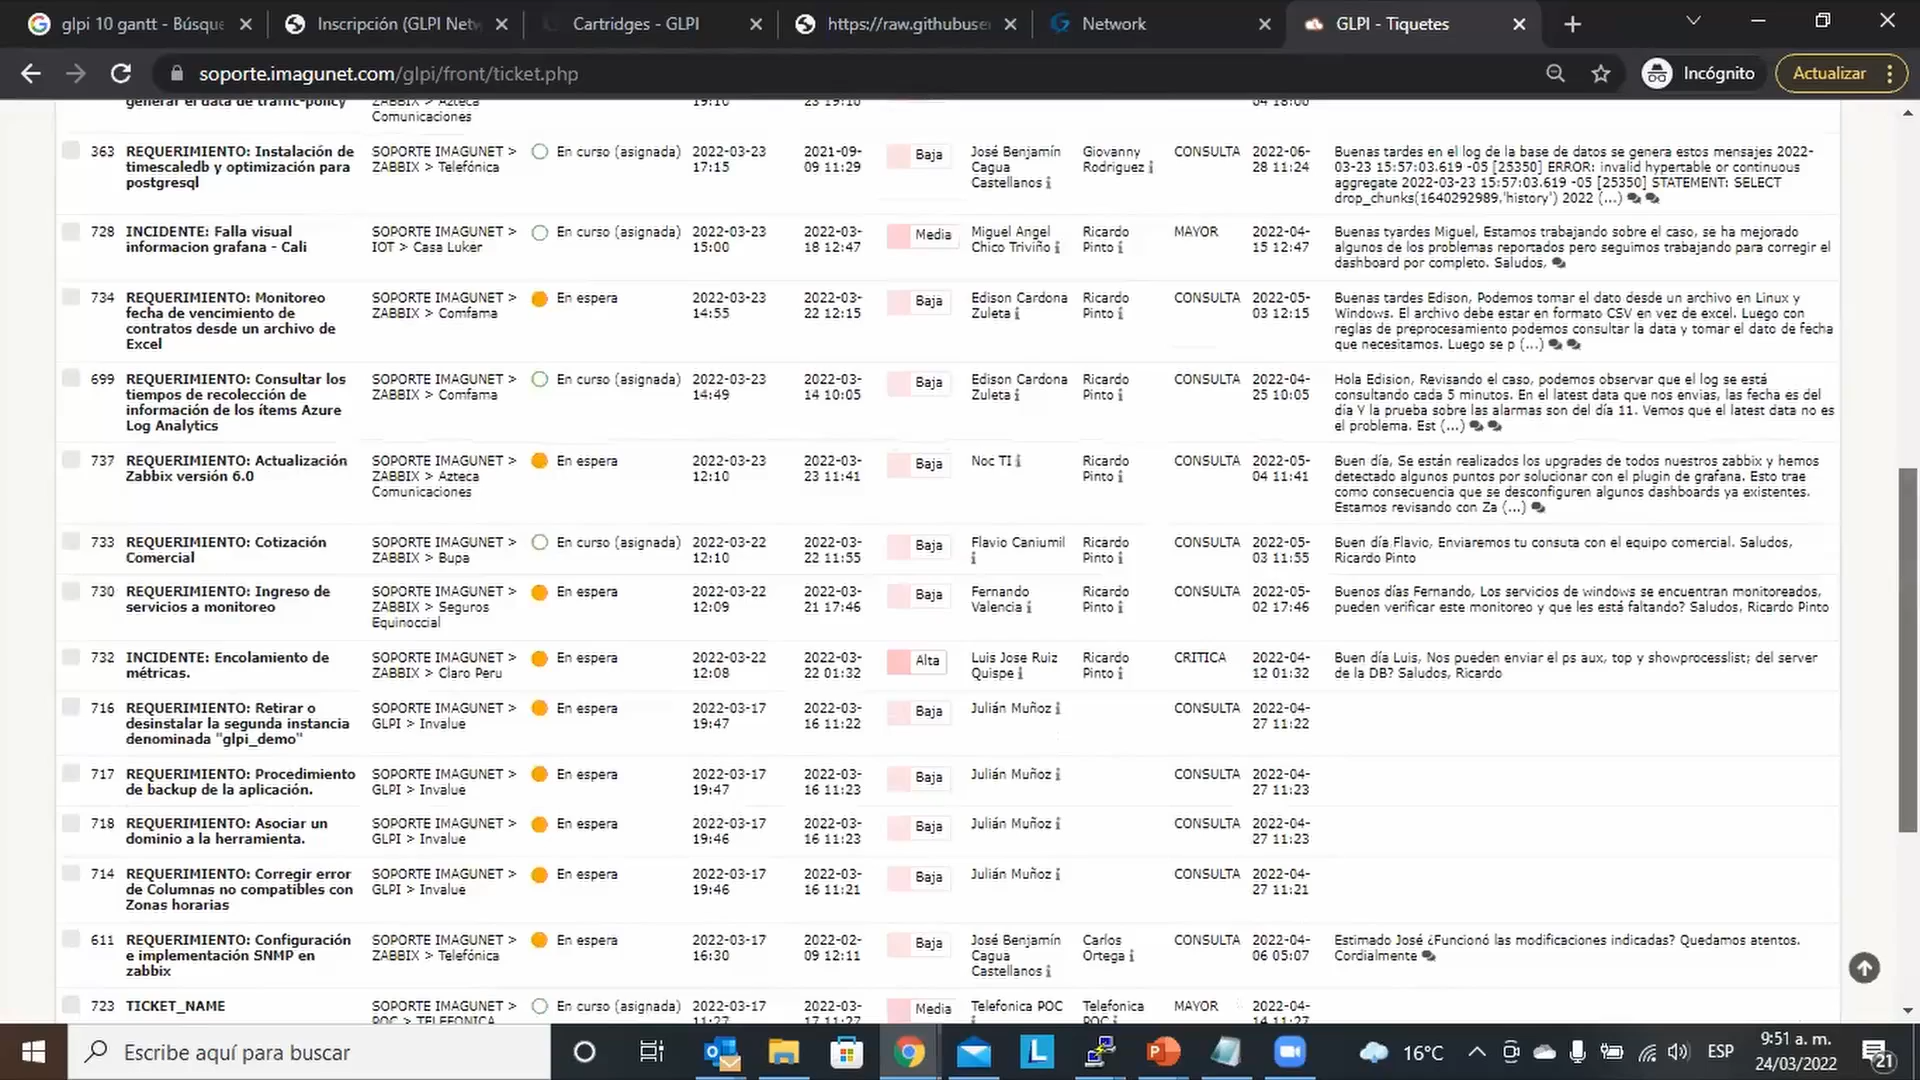 glpi 10 gantt - Búsqu
Inscripción (GLPI Net
Cartridges - GLPI
https://raw.githubuse
Network
GLPI - Tiquetes
soporte.imagunet.com/glpi/front/ticket.php
Incógnito
Actualizar
generar el data de traffic-policy
ZABBIX > Azteca
Comunicaciones
19:10
23 19:10
04 18:00
363
REQUERIMIENTO: Instalación de
timescaledb y optimización para
postgresql
SOPORTE IMAGUNET >
ZABBIX > Telefónica
En curso (asignada)
2022-03-23
17:15
2021-09-
09 11:29
Baja
José Benjamín
Cagua
Castellanos
Giovanny
Rodriguez
CONSULTA
2022-06-
28 11:24
Buenas tardes en el log de la base de datos se genera estos mensajes 2022-
03-23 15:57:03.619 -05 [25350] ERROR: invalid hypertable or continuous
aggregate 2022-03-23 15:57:03.619 -05 [25350] STATEMENT: SELECT
drop_chunks(1640292989,'history') 2022 (...)
728
INCIDENTE: Falla visual
informacion grafana - Cali
SOPORTE IMAGUNET >
IOT > Casa Luker
En curso (asignada)
2022-03-23
15:00
2022-03-
18 12:47
Media
Miguel Angel
Chico Triviño
Ricardo
Pinto
MAYOR
2022-04-
15 12:47
Buenas tyardes Miguel, Estamos trabajando sobre el caso, se ha mejorado
algunos de los problemas reportados pero seguimos trabajando para corregir el
dashboard por completo. Saludos,
734
REQUERIMIENTO: Monitoreo
fecha de vencimiento de
contratos desde un archivo de
Excel
SOPORTE IMAGUNET >
ZABBIX > Comfama
En espera
2022-03-23
14:55
2022-03-
22 12:15
Baja
Edison Cardona
Zuleta
Ricardo
Pinto
CONSULTA
2022-05-
03 12:15
Buenas tardes Edison, Podemos tomar el dato desde un archivo en Linux y
Windows. El archivo debe estar en formato CSV en vez de excel. Luego con
reglas de preprocesamiento podemos consultar la data y tomar el dato de fecha
que necesitamos. Luego se p (...)
699
REQUERIMIENTO: Consultar los
tiempos de recolección de
información de los ítems Azure
Log Analytics
SOPORTE IMAGUNET >
ZABBIX > Comfama
En curso (asignada)
2022-03-23
14:49
2022-03-
14 10:05
Baja
Edison Cardona
Zuleta
Ricardo
Pinto
CONSULTA
2022-04-
25 10:05
Hola Edision, Revisando el caso, podemos observar que el log se está
consultando cada 5 minutos. En el latest data que nos envias, las fecha es del
día Y la prueba sobre las alarmas son del día 11. Vemos que el latest data no es
el problema. Est (...)
737
REQUERIMIENTO: Actualización
Zabbix versión 6.0
SOPORTE IMAGUNET >
ZABBIX > Azteca
Comunicaciones
En espera
2022-03-23
12:10
2022-03-
23 11:41
Baja
Noc TI
Ricardo
Pinto
CONSULTA
2022-05-
04 11:41
Buen día, Se están realizados los upgrades de todos nuestros zabbix y hemos
detectado algunos puntos por solucionar con el plugin de grafana. Esto trae
como consecuencia que se desconfiguren algunos dashboards ya existentes.
Estamos revisando con Za (...)
733
REQUERIMIENTO: Cotización
Comercial
SOPORTE IMAGUNET >
ZABBIX > Bupa
En curso (asignada)
2022-03-22
12:10
2022-03-
22 11:55
Baja
Flavio Caniumil
Ricardo
Pinto
CONSULTA
2022-05-
03 11:55
Buen día Flavio, Enviaremos tu consuta con el equipo comercial. Saludos,
Ricardo Pinto
730
REQUERIMIENTO: Ingreso de
servicios a monitoreo
SOPORTE IMAGUNET >
ZABBIX > Seguros
Equinoccial
En espera
2022-03-22
12:09
2022-03-
21 17:46
Baja
Fernando
Valencia
Ricardo
Pinto
CONSULTA
2022-05-
02 17:46
Buenos días Fernando, Los servicios de windows se encuentran monitoreados,
pueden verificar este monitoreo y que les está faltando? Saludos, Ricardo Pinto
732
INCIDENTE: Encolamiento de
métricas.
SOPORTE IMAGUNET >
ZABBIX > Claro Peru
En espera
2022-03-22
12:08
2022-03-
22 01:32
Alta
Luis Jose Ruiz
Quispe
Ricardo
Pinto
CRITICA
2022-04-
12 01:32
Buen día Luis, Nos pueden enviar el ps aux, top y showprocesslist; del server
de la DB? Saludos, Ricardo
716
REQUERIMIENTO: Retirar o
desinstalar la segunda instancia
denominada "glpi_demo"
SOPORTE IMAGUNET >
GLPI > Invalue
En espera
2022-03-17
19:47
2022-03-
16 11:22
Baja
Julián Muñoz
CONSULTA
2022-04-
27 11:22
717
REQUERIMIENTO: Procedimiento
de backup de la aplicación.
SOPORTE IMAGUNET >
GLPI > Invalue
En espera
2022-03-17
19:47
2022-03-
16 11:23
Baja
Julián Muñoz
CONSULTA
2022-04-
27 11:23
718
REQUERIMIENTO: Asociar un
dominio a la herramienta.
SOPORTE IMAGUNET >
GLPI > Invalue
En espera
2022-03-17
19:46
2022-03-
16 11:23
Baja
Julián Muñoz
CONSULTA
2022-04-
27 11:23
714
REQUERIMIENTO: Corregir error
de Columnas no compatibles con
Zonas horarias
SOPORTE IMAGUNET >
GLPI > Invalue
En espera
2022-03-17
19:46
2022-03-
16 11:21
Baja
Julián Muñoz
CONSULTA
2022-04-
27 11:21
611
REQUERIMIENTO: Configuración
e implementación SNMP en
zabbix
SOPORTE IMAGUNET >
ZABBIX > Telefónica
En espera
2022-03-17
16:30
2022-02-
09 12:11
Baja
José Benjamín
Cagua
Castellanos
Carlos
Ortega
CONSULTA
2022-04-
06 05:07
Estimado José ¿Funcionó las modificaciones indicadas? Quedamos atentos.
Cordialmente
723
TICKET_NAME
SOPORTE IMAGUNET >
POC > TELEFONICA
En curso (asignada)
2022-03-17
11:27
2022-03-
17 11:27
Media
Telefonica POC
Telefonica
POC
MAYOR
2022-04-
14 11:27
Escribe aquí para buscar
L
16°C
ESP
9:51 a. m.
24/03/2022
21